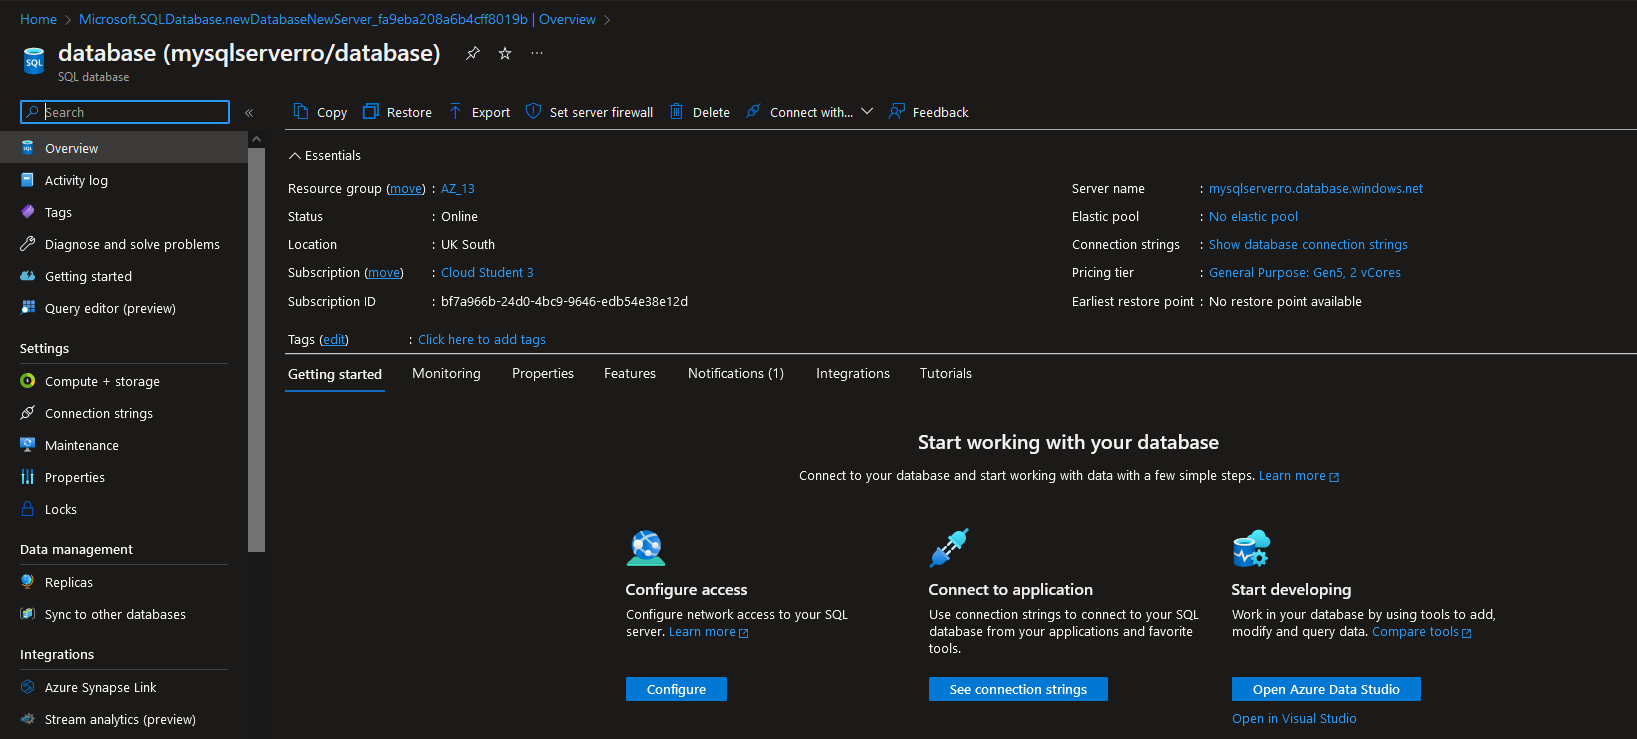 Home > Microsoft.SQLDatabase.newDatabaseNewServer_fa9eba208a6b4cff8019b | Overview >
database (mysqlserverro/database)
SQL database
Search
«
Overview
Activity log
Tags
Diagnose and solve problems
Getting started
Query editor (preview)
Settings
Compute + storage
Connection strings
Maintenance
Properties
Locks
Data management
Replicas
Sync to other databases
Integrations
Azure Synapse Link
Stream analytics (preview)
Copy Restore Export Set server firewall Delete Connect with... Feedback
Essentials
Resource group (move) : AZ_13
Status : Online
Location : UK South
Subscription (move) : Cloud Student 3
Subscription ID : bf7a966b-24d0-4bc9-9646-edb54e38e12d
Server name : mysqlserverro.database.windows.net
Elastic pool : No elastic pool
Connection strings : Show database connection strings
Pricing tier : General Purpose: Gen5, 2 vCores
Earliest restore point : No restore point available
Tags (edit) : Click here to add tags
Getting started Monitoring Properties Features Notifications (1) Integrations Tutorials
Start working with your database
Connect to your database and start working with data with a few simple steps. Learn more
Configure access
Configure network access to your SQL
server. Learn more
Configure
Connect to application
Use connection strings to connect to your SQL
database from your applications and favorite
tools.
See connection strings
Start developing
Work in your database by using tools to add,
modify and query data. Compare tools
Open Azure Data Studio
Open in Visual Studio